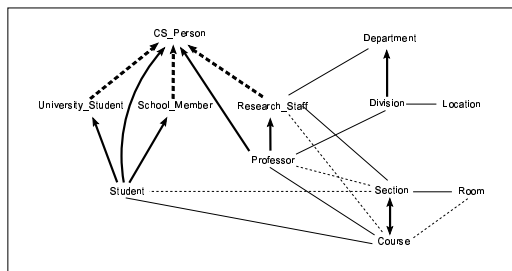 CS_Person
Department
University_Student
School_Member
Research_Staff
Division
Location
Professor
Student
Section
Room
Course